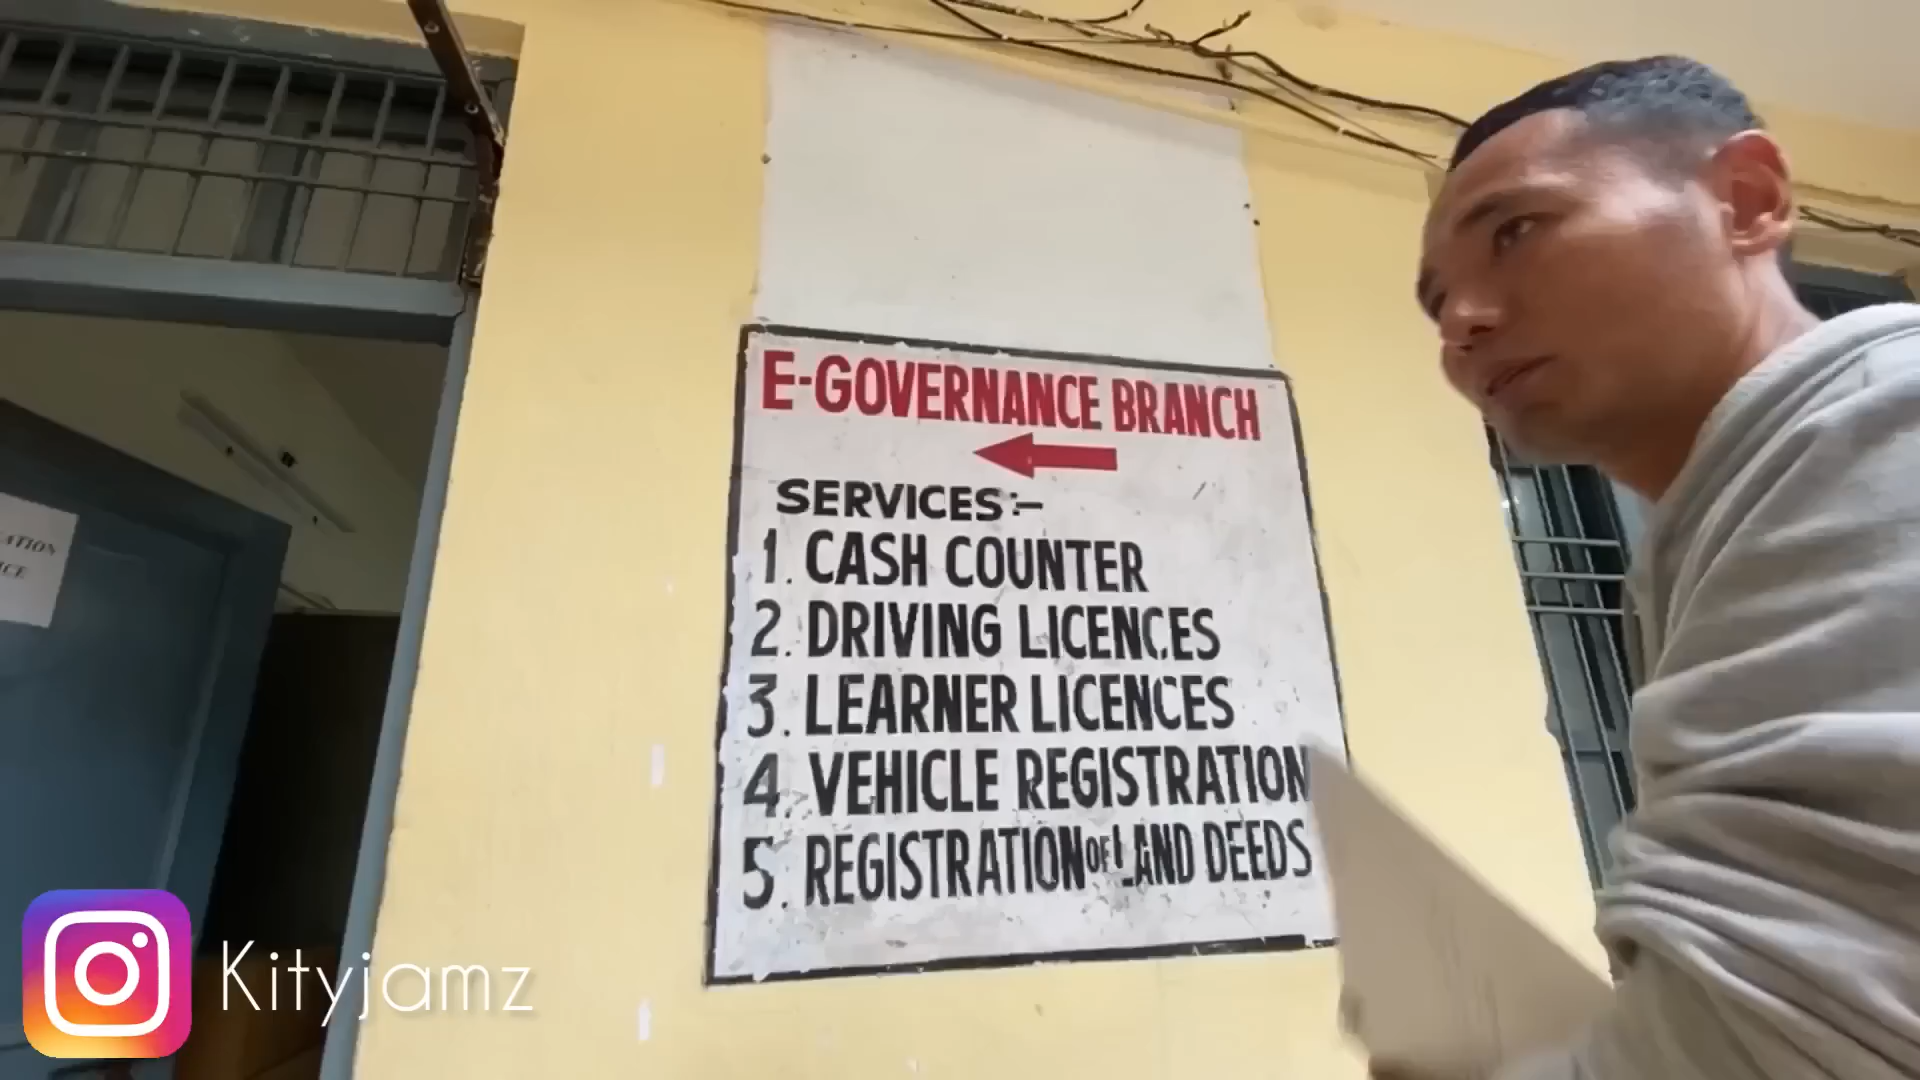 E-GOVERNANCE BRANCH
SERVICES :-
1. CASH COUNTER
2. DRIVING LICENCES
3. LEARNER LICENCES
4. VEHICLE REGISTRATION
5. REGISTRATION OF LAND DEEDS
Kityjamz